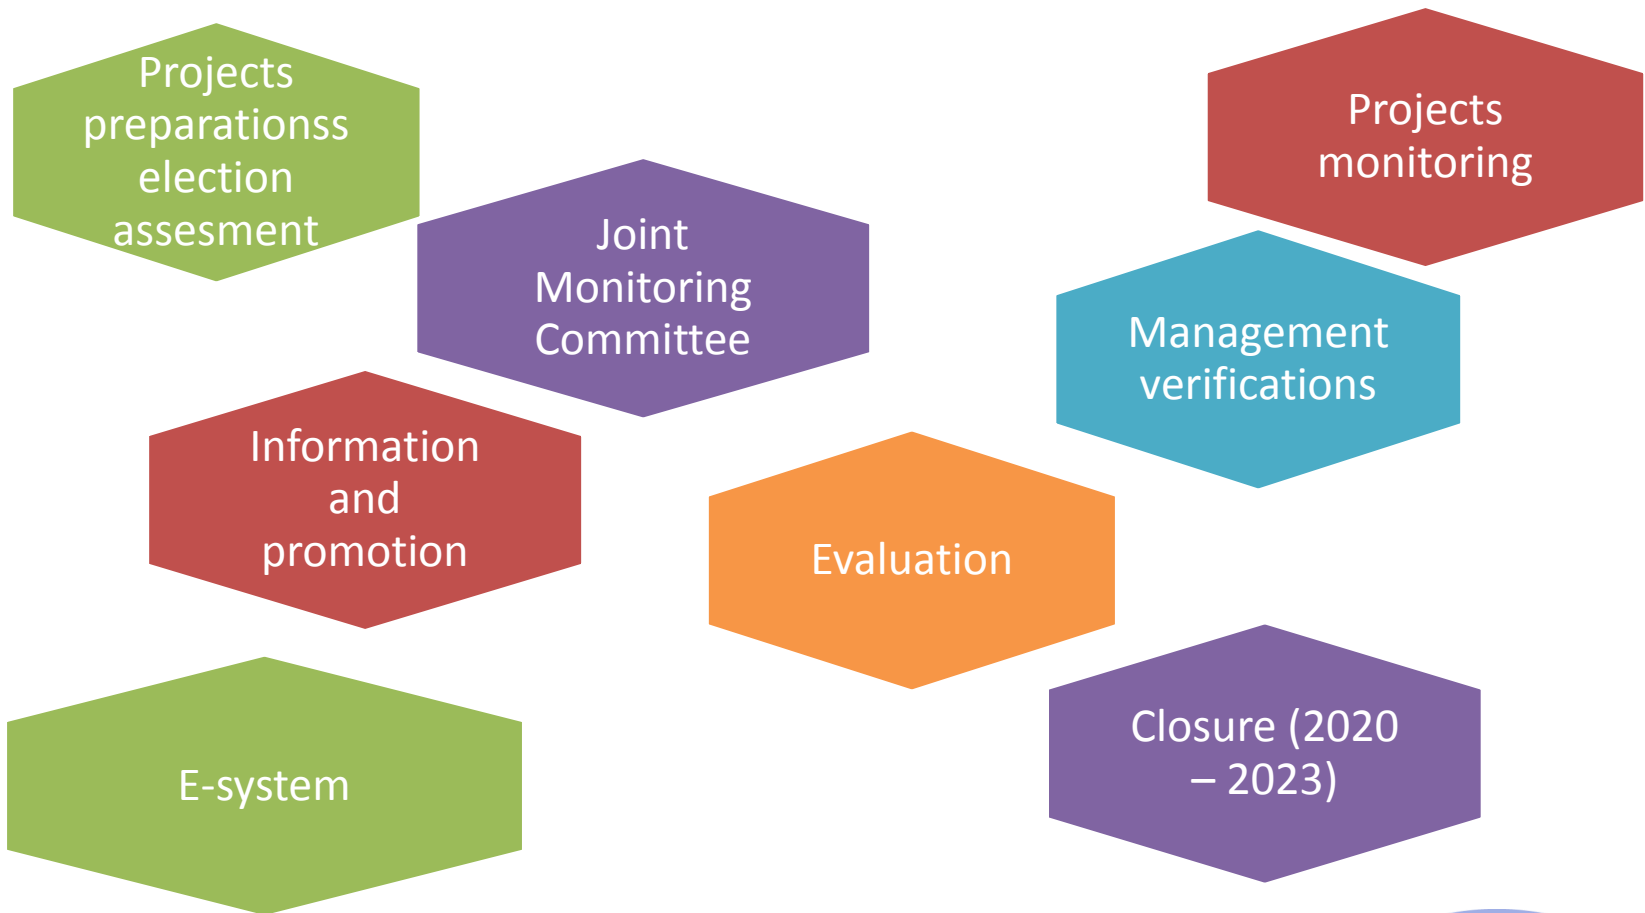 Projects
preparationss
election
assesment
Joint
Monitoring
Committee
Projects
monitoring
Management
verifications
Information
and
promotion
Evaluation
E-system
Closure (2020
– 2023)